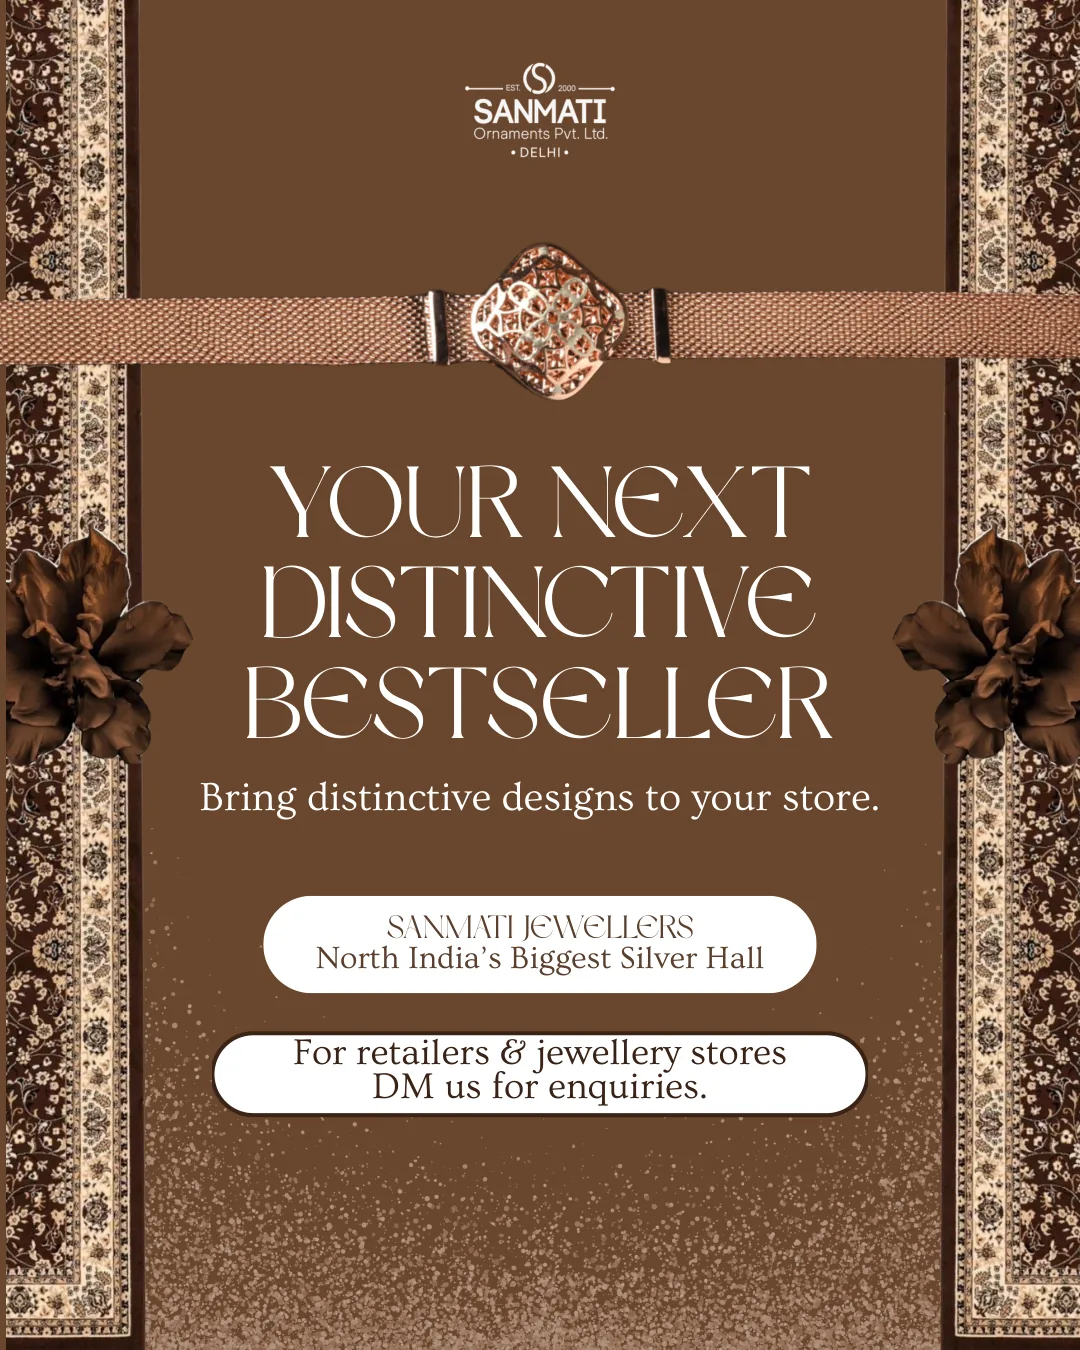 EST. 2000
SANMATI
Ornaments Pvt. Ltd.
• DELHI •
YOUR NEXT
DISTINCTIVE
BESTSELLER
Bring distinctive designs to your store.
SANMATI JEWELLERS
North India’s Biggest Silver Hall
For retailers & jewellery stores
DM us for enquiries.